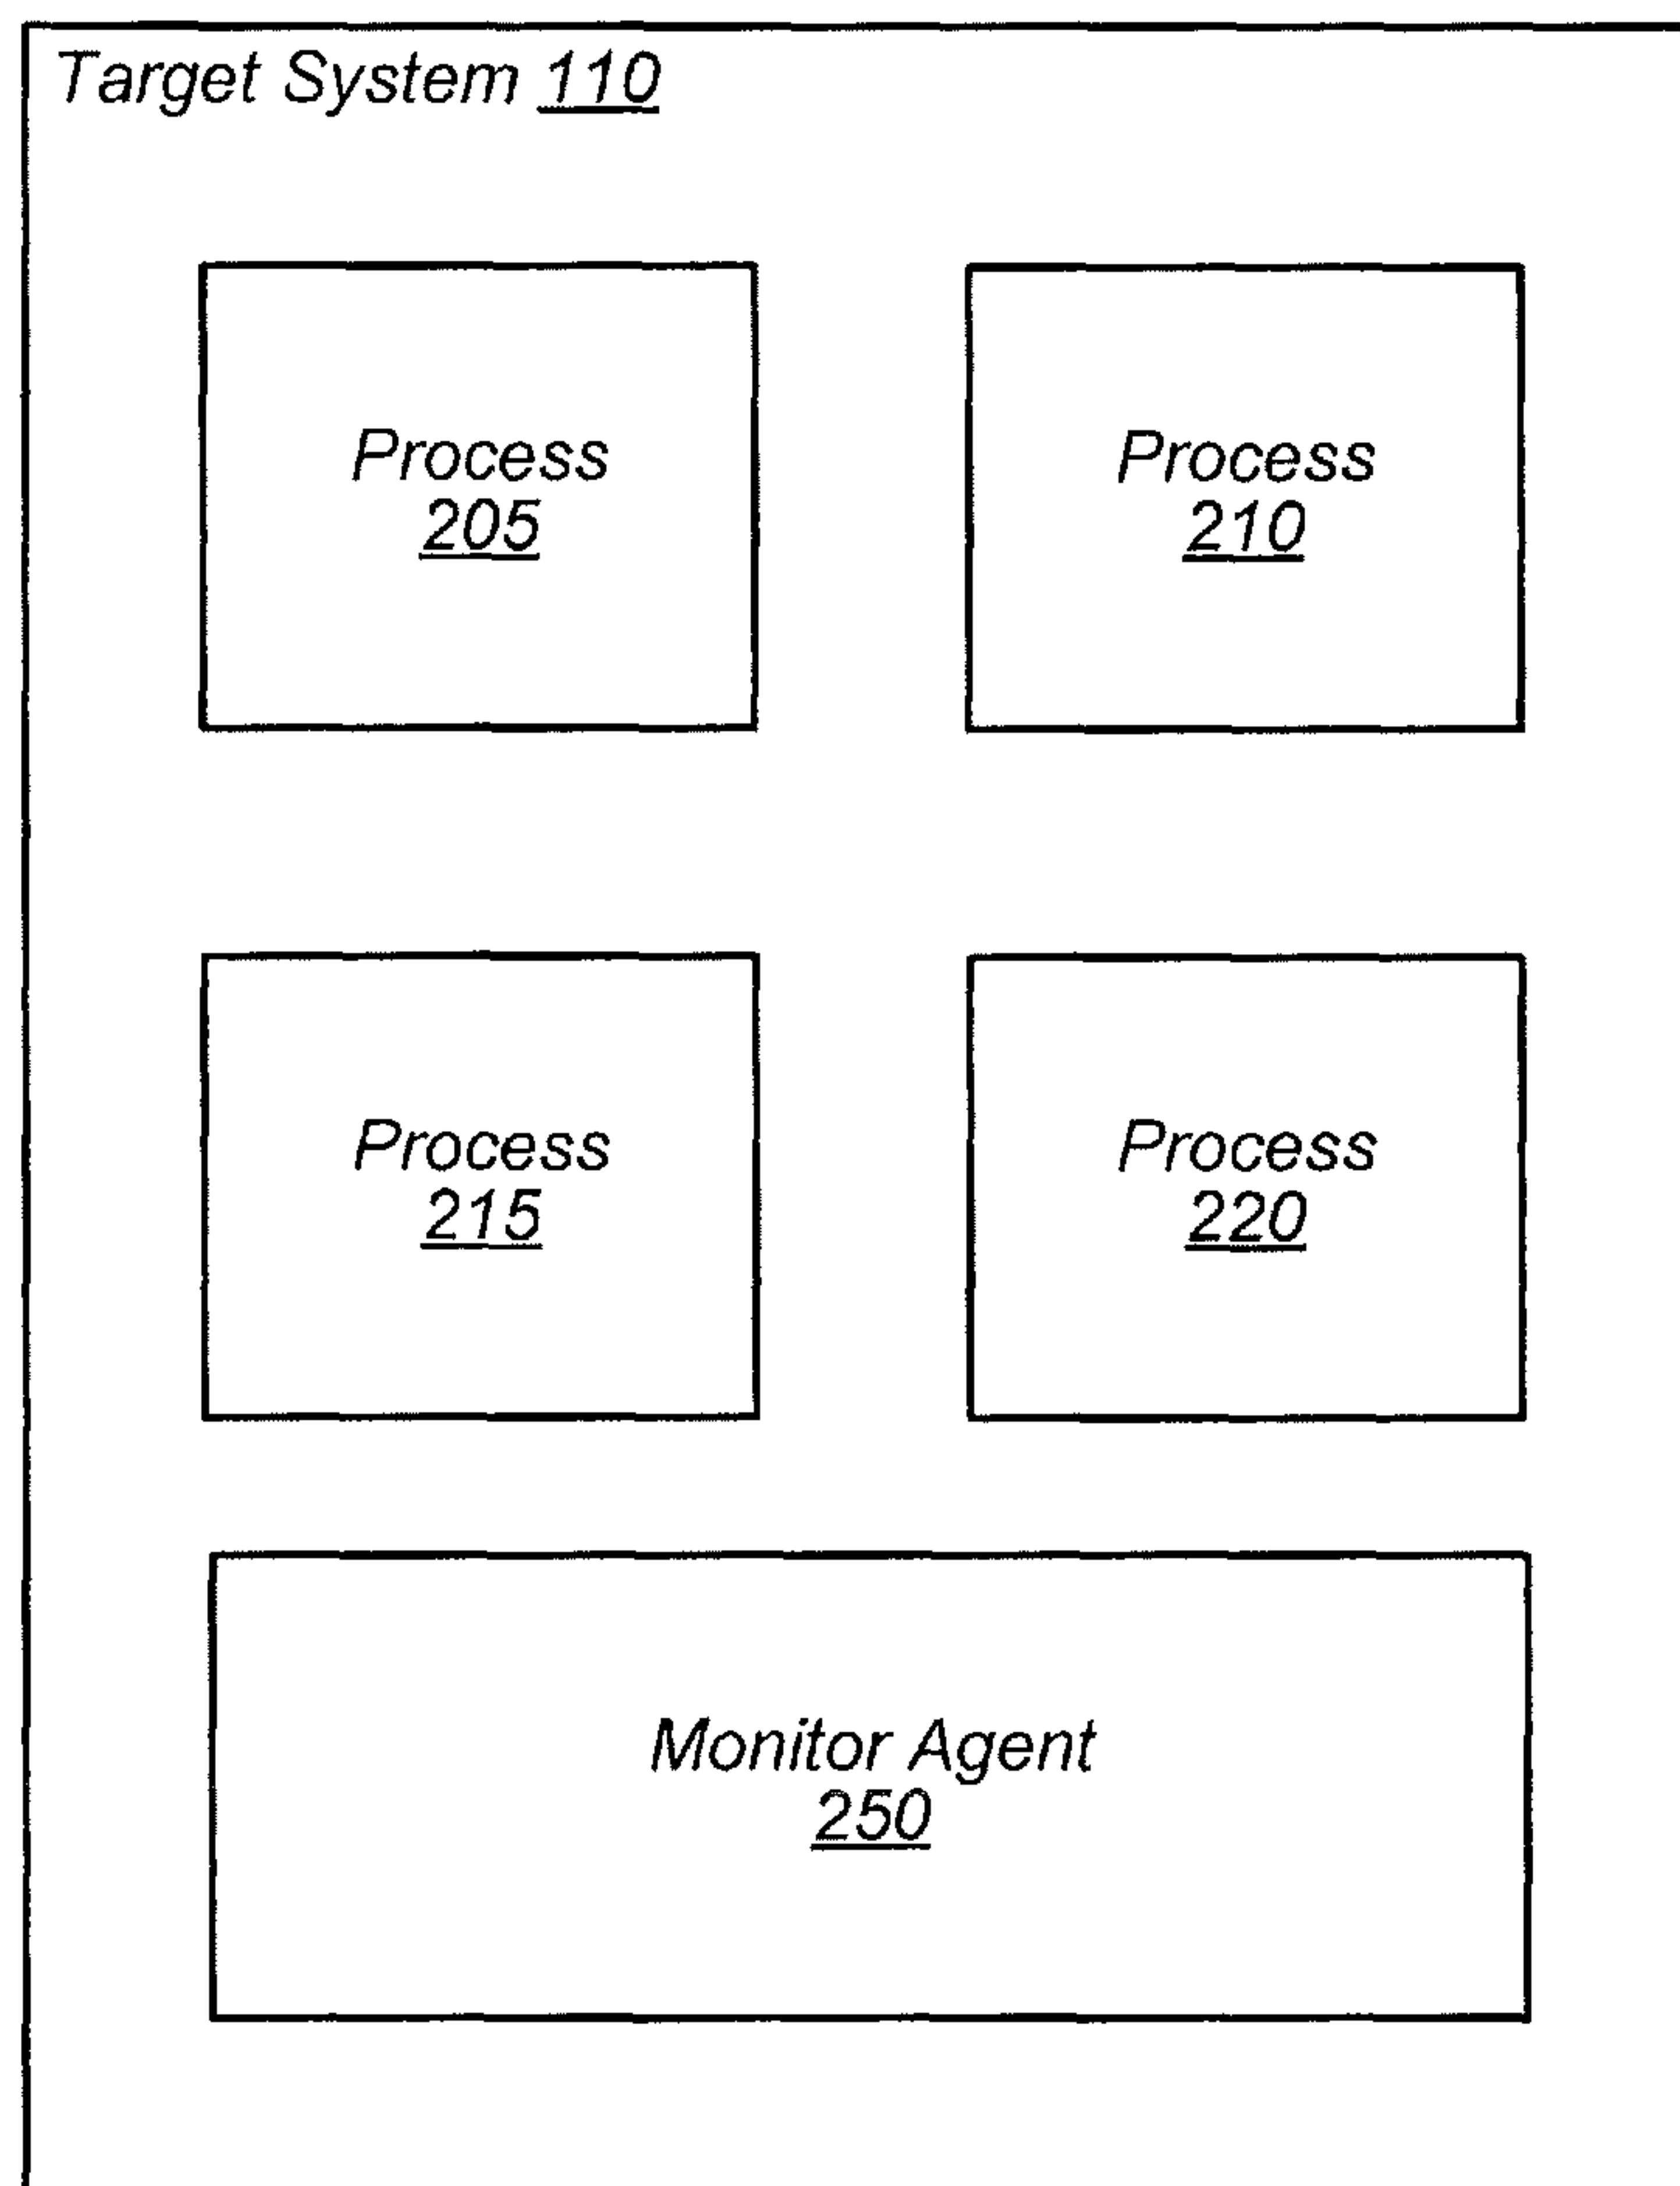 Target System 110
Process
205
Process
210
Process
215
Process
220
Monitor Agent
250